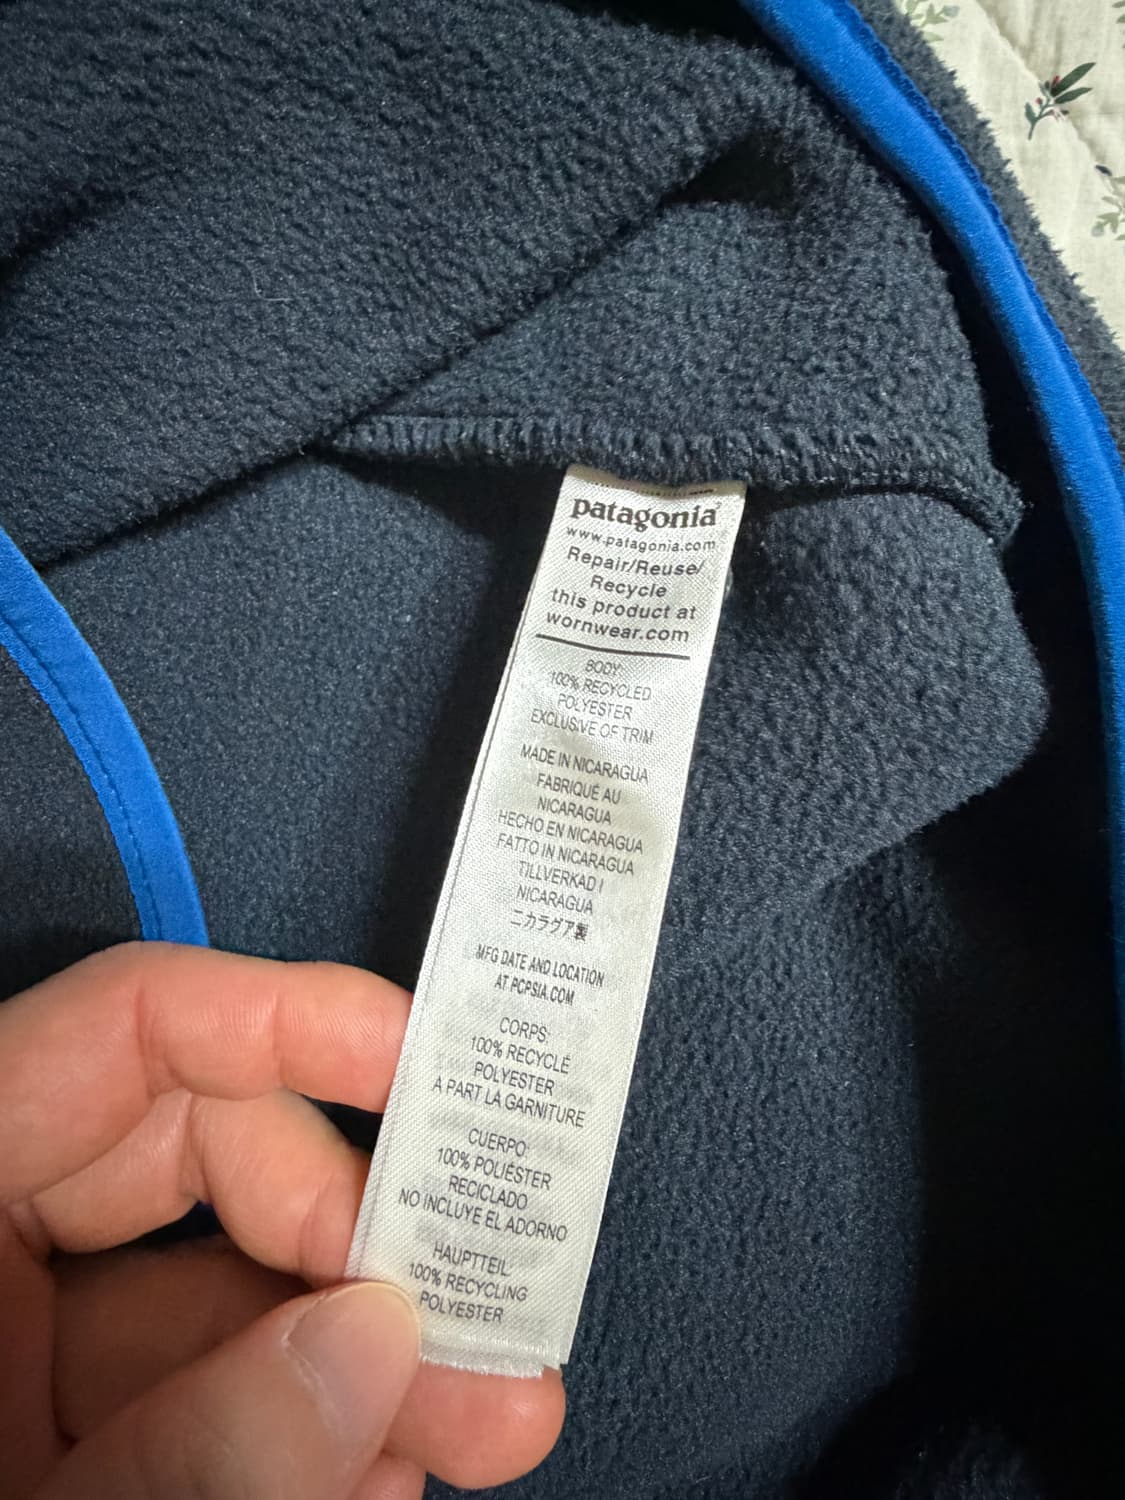 patagonia
www.patagonia.com
Repair/Reuse/
Recycle
this product at
wornwear.com
BODY:
100% RECYCLED
POLYESTER
EXCLUSIVE OF TRIM
MADE IN NICARAGUA
FABRIQUÉ AU
NICARAGUA
HECHO EN NICARAGUA
FATTO IN NICARAGUA
TILLVERKAD I
NICARAGUA
ニカラグア製
MFG DATE AND LOCATION
AT PCPSIA.COM
CORPS:
100% RECYCLÉ
POLYESTER
À PART LA GARNITURE
CUERPO:
100% POLIÉSTER
RECICLADO
NO INCLUYE EL ADORNO
HAUPTTEIL:
100% RECYCLING
POLYESTER